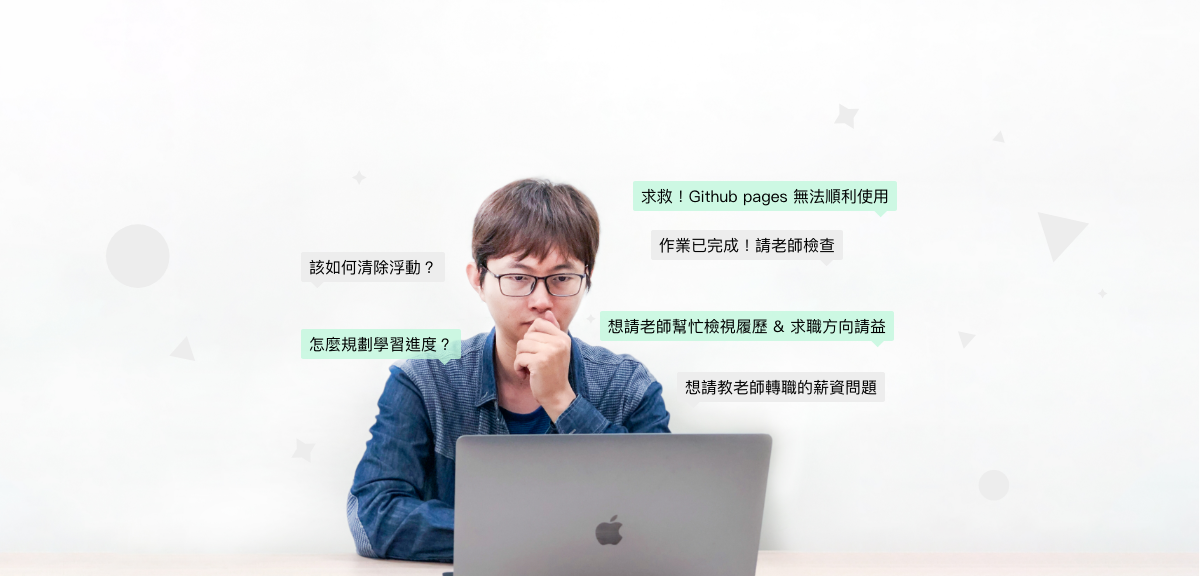 求救！Github pages 無法順利使用
作業已完成！請老師檢查
該如何清除浮動？
想請老師幫忙檢視履歷 & 求職方向請益
怎麼規劃學習進度？
想請教老師轉職的薪資問題